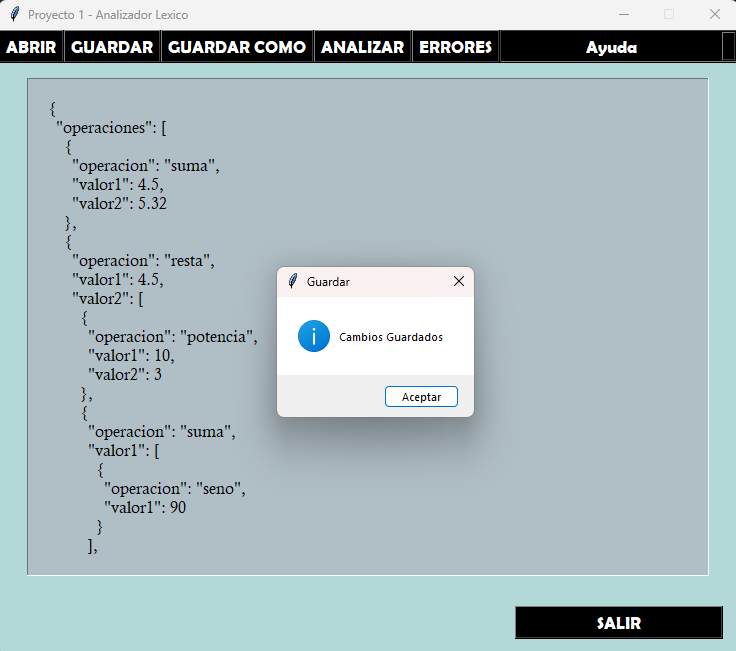 Proyecto 1 - Analizador Lexico
ABRIR GUARDAR GUARDAR COMO ANALIZAR ERRORES Ayuda
{
"operaciones": [
{
"operacion": "suma",
"valor1": 4.5,
"valor2": 5.32
},
{
"operacion": "resta",
"valor1": 4.5,
"valor2": [
{
"operacion": "potencia",
"valor1": 10,
"valor2": 3
},
{
"operacion": "suma",
"valor1": [
{
"operacion": "seno",
"valor1": 90
}
],
Guardar
Cambios Guardados
Aceptar
SALIR